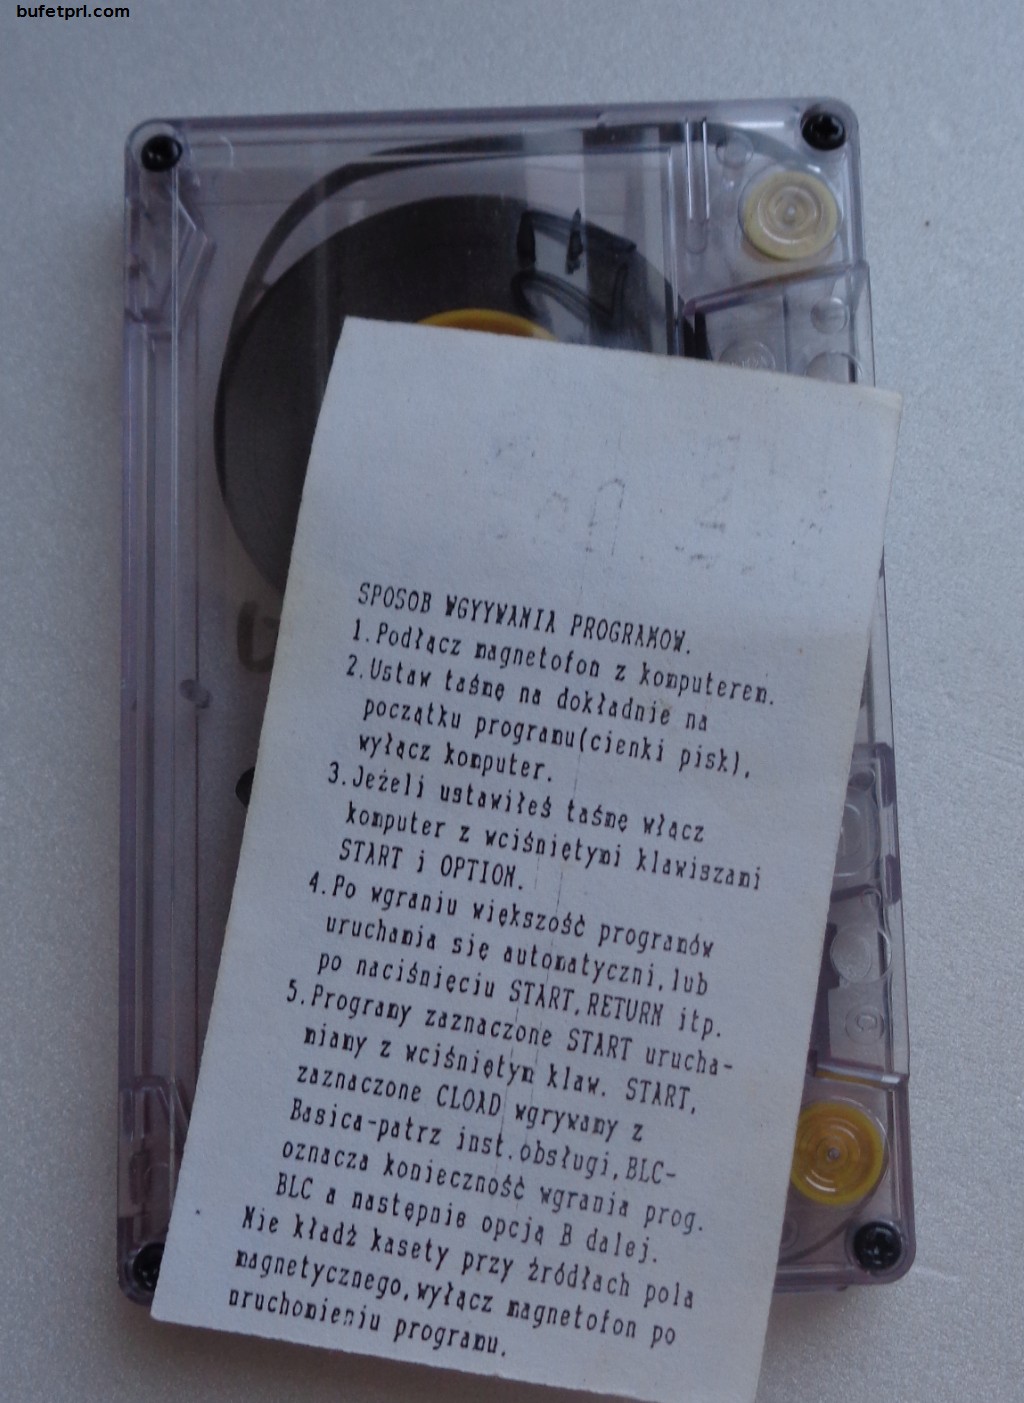 bufetprl.com
SPOSOB WGYYWANIA PROGRAMOW.
1.Podłącz magnetofon z komputerem.
2.Ustaw taśmę na dokładnie na
początku programu(cienki pisk),
wyłącz komputer.
3.Jeżeli ustawiłeś taśmę włącz
komputer z wciśniętymi klawiszami
START i OPTION.
4.Po wgraniu większość programów
uruchamia się automatyczni,lub
po naciśnięciu START,RETURN itp.
5.Programy zaznaczone START urucha-
miamy z wciśniętym klaw. START,
zaznaczone CLOAD wgrywamy z
Basica-patrz inst.obsługi,BLC-
oznacza konieczność wgrania prog.
BLC a następnie opcją B dalej.
Nie kładź kasety przy źródłach pola
magnetycznego,wyłącz magnetofon po
uruchomieniu programu.